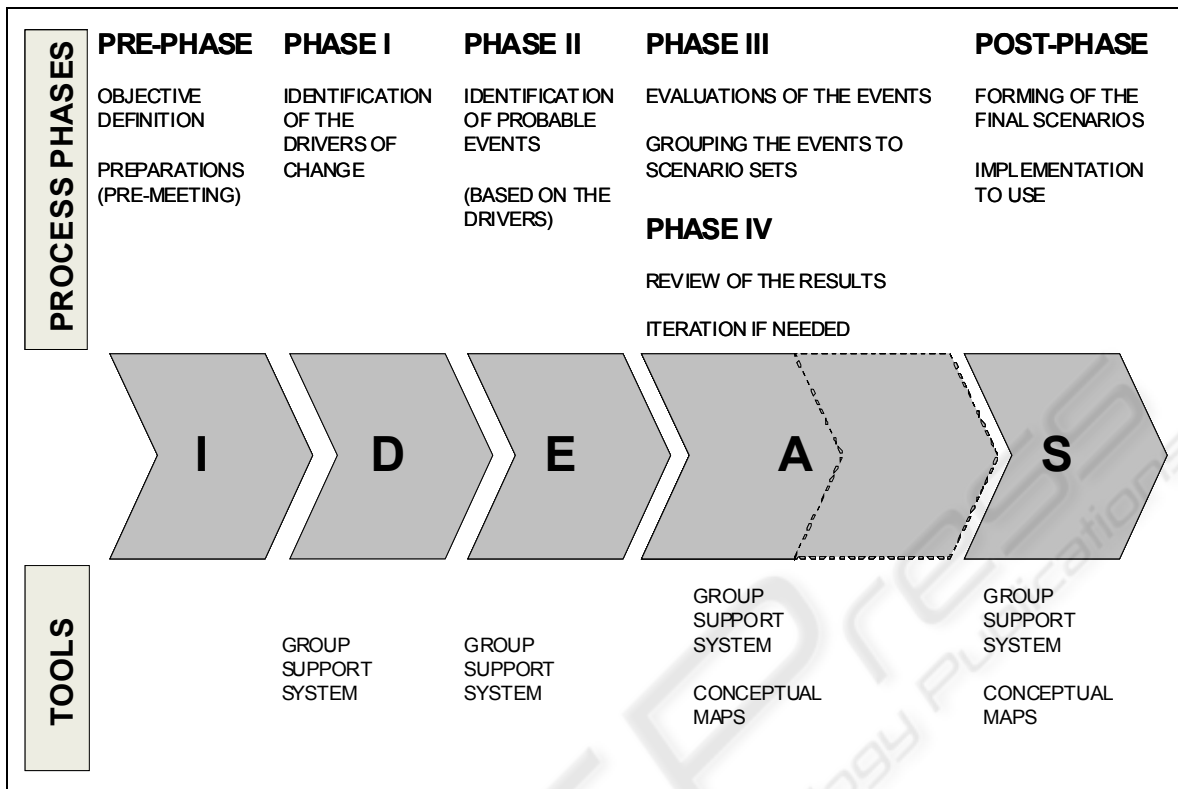 PROCESS PHASES
PRE-PHASE
OBJECTIVE
DEFINITION
PREPARATIONS
(PRE-MEETING)
PHASE I
IDENTIFICATION
OF THE
DRIVERS OF
CHANGE
PHASE II
IDENTIFICATION
OF PROBABLE
EVENTS
(BASED ON THE
DRIVERS)
PHASE III
EVALUATIONS OF THE EVENTS
GROUPING THE EVENTS TO
SCENARIO SETS
PHASE IV
REVIEW OF THE RESULTS
ITERATION IF NEEDED
POST-PHASE
FORMING OF THE
FINAL SCENARIOS
IMPLEMENTATION
TO USE
I
D
E
A
S
TOOLS
GROUP
SUPPORT
SYSTEM
GROUP
SUPPORT
SYSTEM
GROUP
SUPPORT
SYSTEM
CONCEPTUAL
MAPS
GROUP
SUPPORT
SYSTEM
CONCEPTUAL
MAPS
Press
Publications